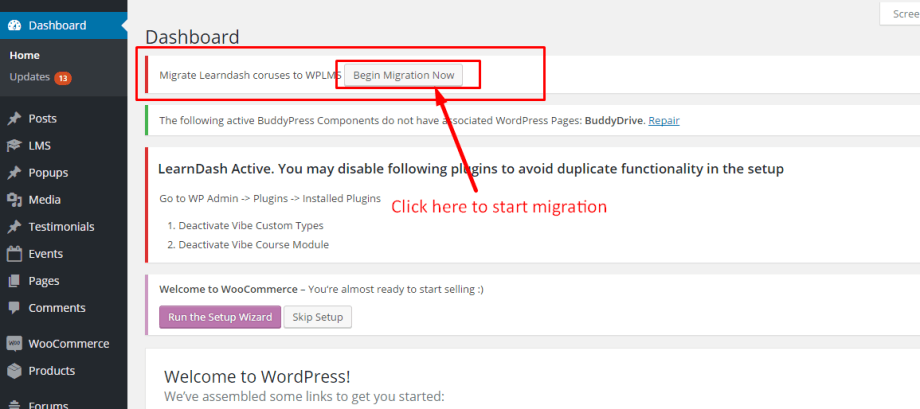 Scree
Dashboard
Dashboard
Home
Updates 13
Migrate Learndash coruses to WPLMS Begin Migration Now
The following active BuddyPress Components do not have associated WordPress Pages: BuddyDrive. Repair
Posts
LMS
Popups
Media
Testimonials
Events
Pages
Comments
WooCommerce
Products
Forums
LearnDash Active. You may disable following plugins to avoid duplicate functionality in the setup
Go to WP Admin -> Plugins -> Installed Plugins
Click here to start migration
1. Deactivate Vibe Custom Types
2. Deactivate Vibe Course Module
Welcome to WooCommerce – You're almost ready to start selling :)
Run the Setup Wizard Skip Setup
Welcome to WordPress!
We've assembled some links to get you started: